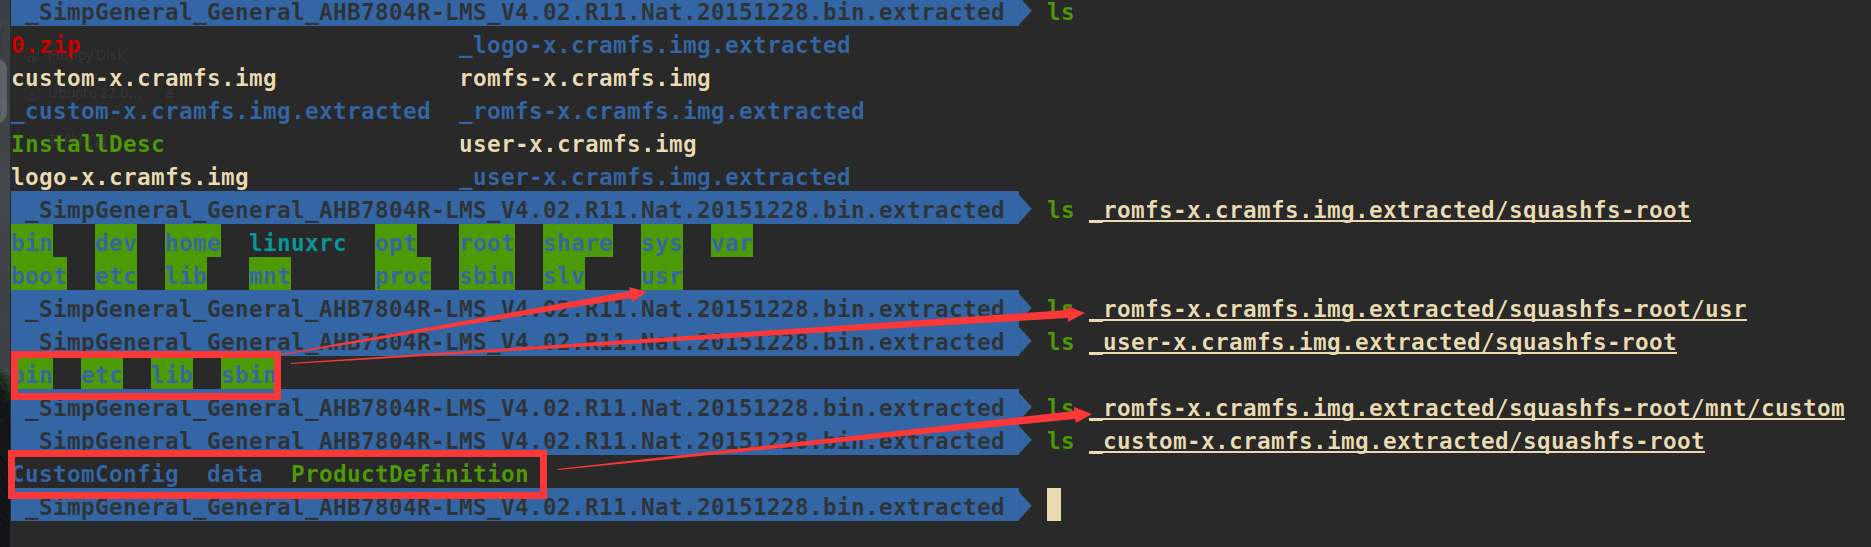 _SimpGeneral_General_AHB7804R-LMS_V4.02.R11.Nat.20151228.bin.extracted ls
0.zip _logo-x.cramfs.img.extracted
custom-x.cramfs.img romfs-x.cramfs.img
_custom-x.cramfs.img.extracted _romfs-x.cramfs.img.extracted
InstallDesc user-x.cramfs.img
logo-x.cramfs.img _user-x.cramfs.img.extracted
_SimpGeneral_General_AHB7804R-LMS_V4.02.R11.Nat.20151228.bin.extracted ls _romfs-x.cramfs.img.extracted/squashfs-root
bin dev home linuxrc opt root share sys var
boot etc lib mnt proc sbin slv usr
_SimpGeneral_General_AHB7804R-LMS_V4.02.R11.Nat.20151228.bin.extracted ls _romfs-x.cramfs.img.extracted/squashfs-root/usr
_SimpGeneral_General_AHB7804R-LMS_V4.02.R11.Nat.20151228.bin.extracted ls _user-x.cramfs.img.extracted/squashfs-root
bin etc lib sbin
_SimpGeneral_General_AHB7804R-LMS_V4.02.R11.Nat.20151228.bin.extracted ls _romfs-x.cramfs.img.extracted/squashfs-root/mnt/custom
_SimpGeneral_General_AHB7804R-LMS_V4.02.R11.Nat.20151228.bin.extracted ls _custom-x.cramfs.img.extracted/squashfs-root
CustomConfig data ProductDefinition
_SimpGeneral_General_AHB7804R-LMS_V4.02.R11.Nat.20151228.bin.extracted